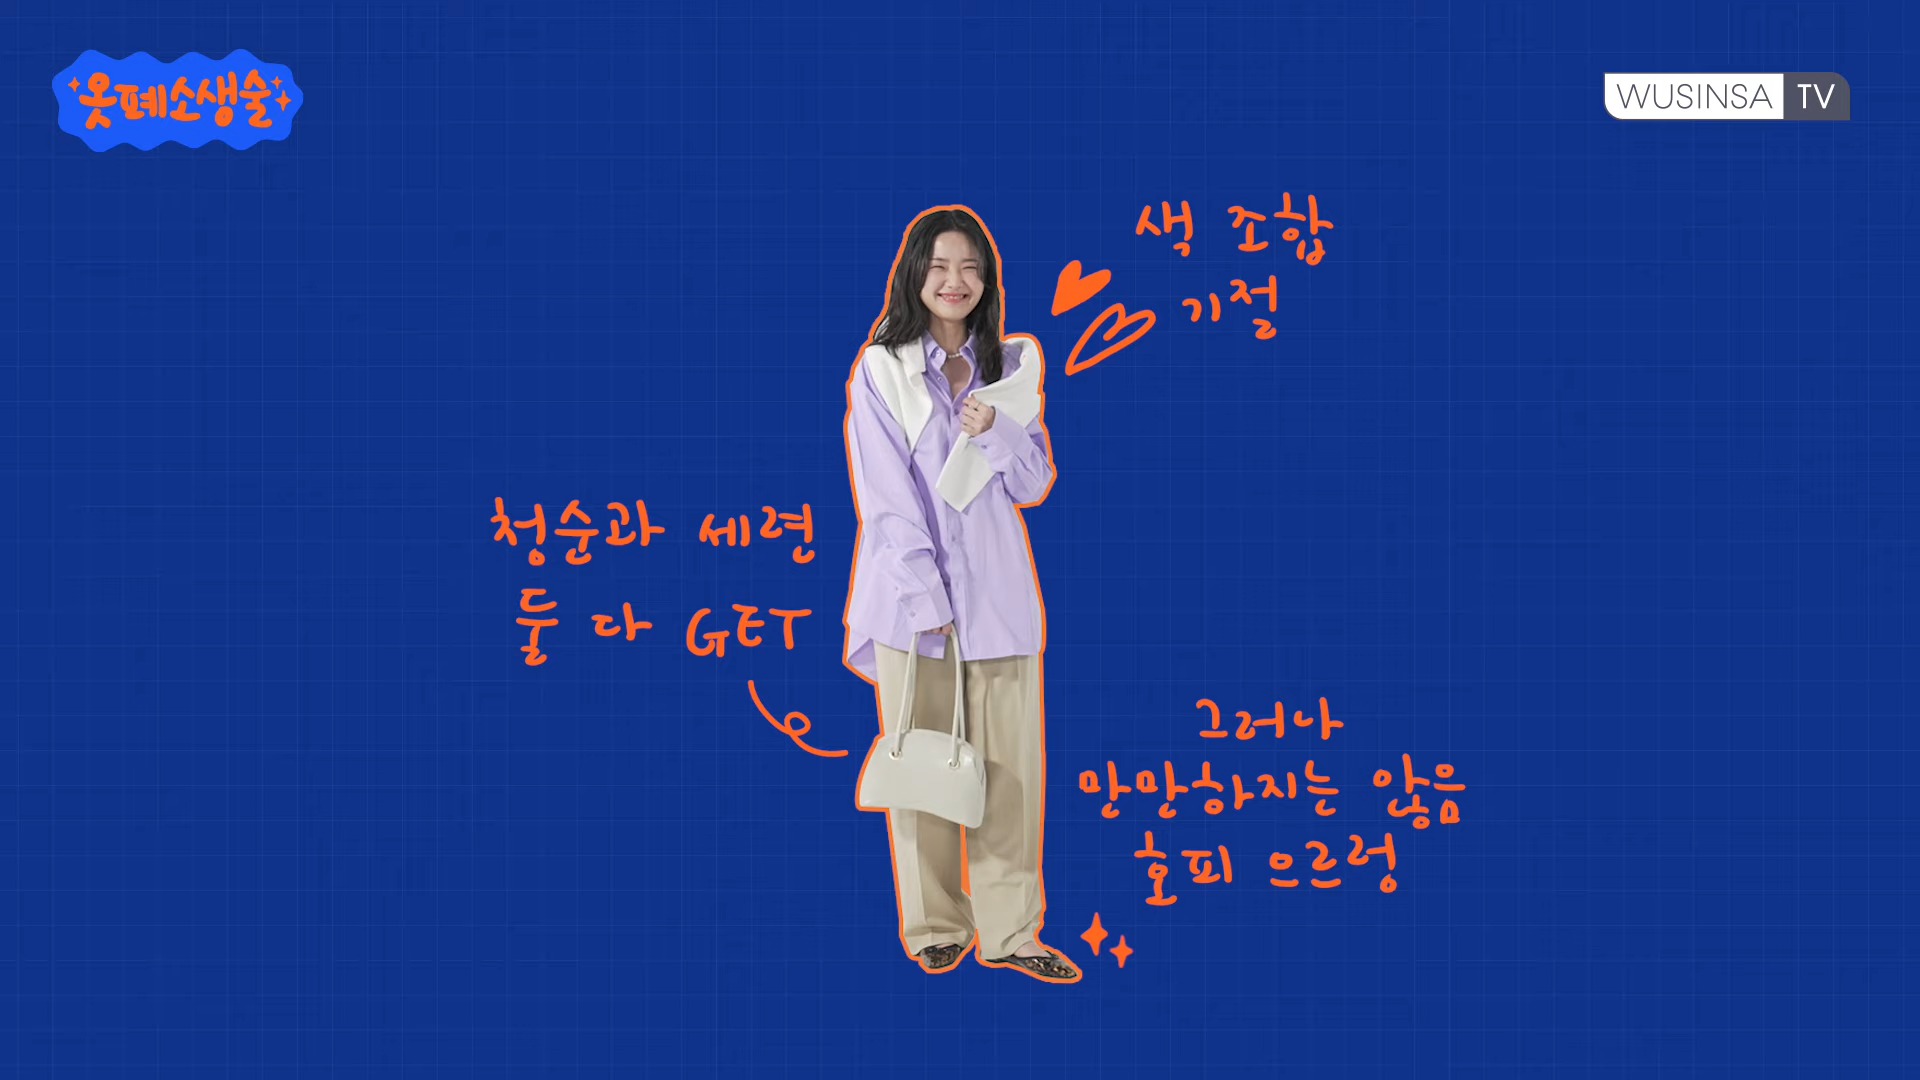 옷폐소생술
WUSINSA TV
색 조합
기절
청순과 세련
둘 다 GET
그러나
만만하지는 않음
호피 으르렁